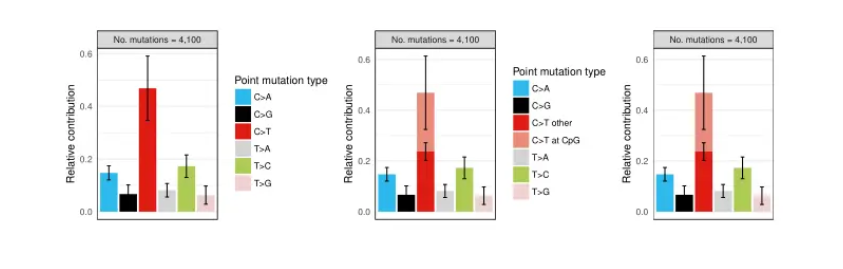 No. mutations = 4,100
Relative contribution
0.6
0.4
0.2
0.0
Point mutation type
C>A
C>G
C>T
T>A
T>C
T>G
No. mutations = 4,100
Relative contribution
0.6
0.4
0.2
0.0
Point mutation type
C>A
C>G
C>T other
C>T at CpG
T>A
T>C
T>G
No. mutations = 4,100
Relative contribution
0.6
0.4
0.2
0.0